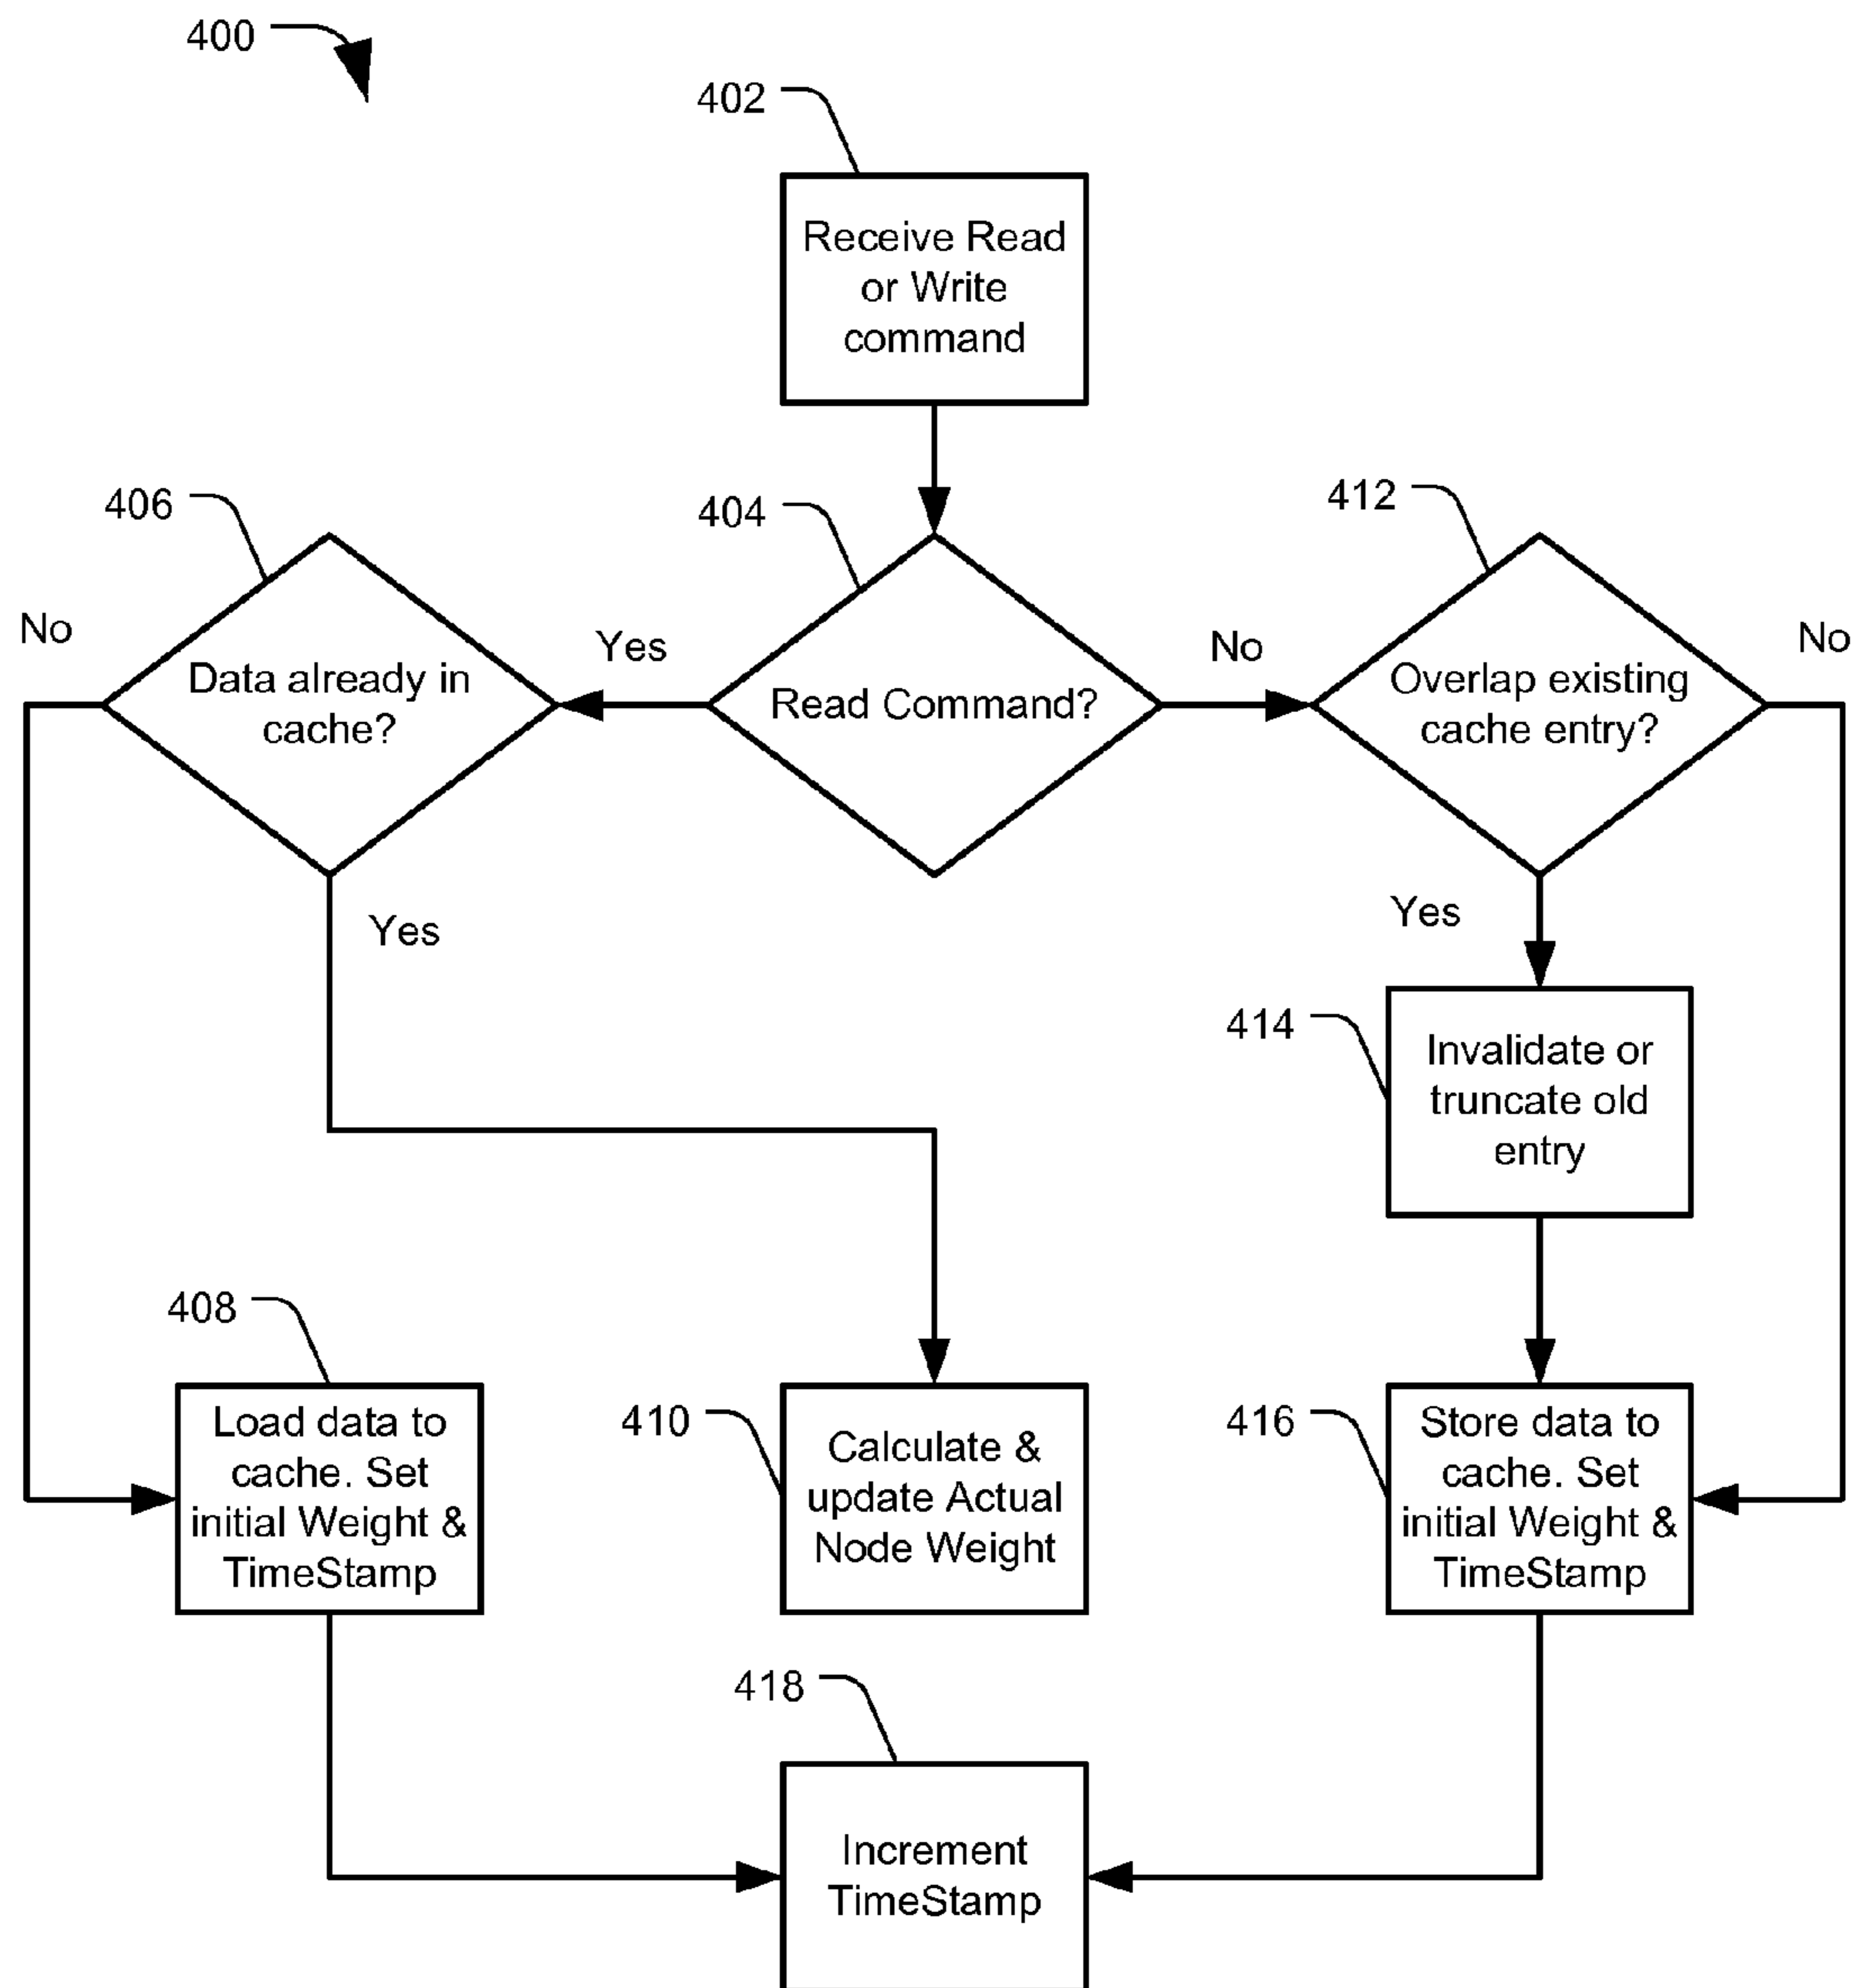 400
402
Receive Read
or Write
command
406
404
412
No
Yes
No
No
Data already in
cache?
Read Command?
Overlap existing
cache entry?
Yes
Yes
414
Invalidate or
truncate old
entry
408
Load data to
cache. Set
initial Weight &
TimeStamp
410
Calculate &
update Actual
Node Weight
416
Store data to
cache. Set
initial Weight &
TimeStamp
418
Increment
TimeStamp